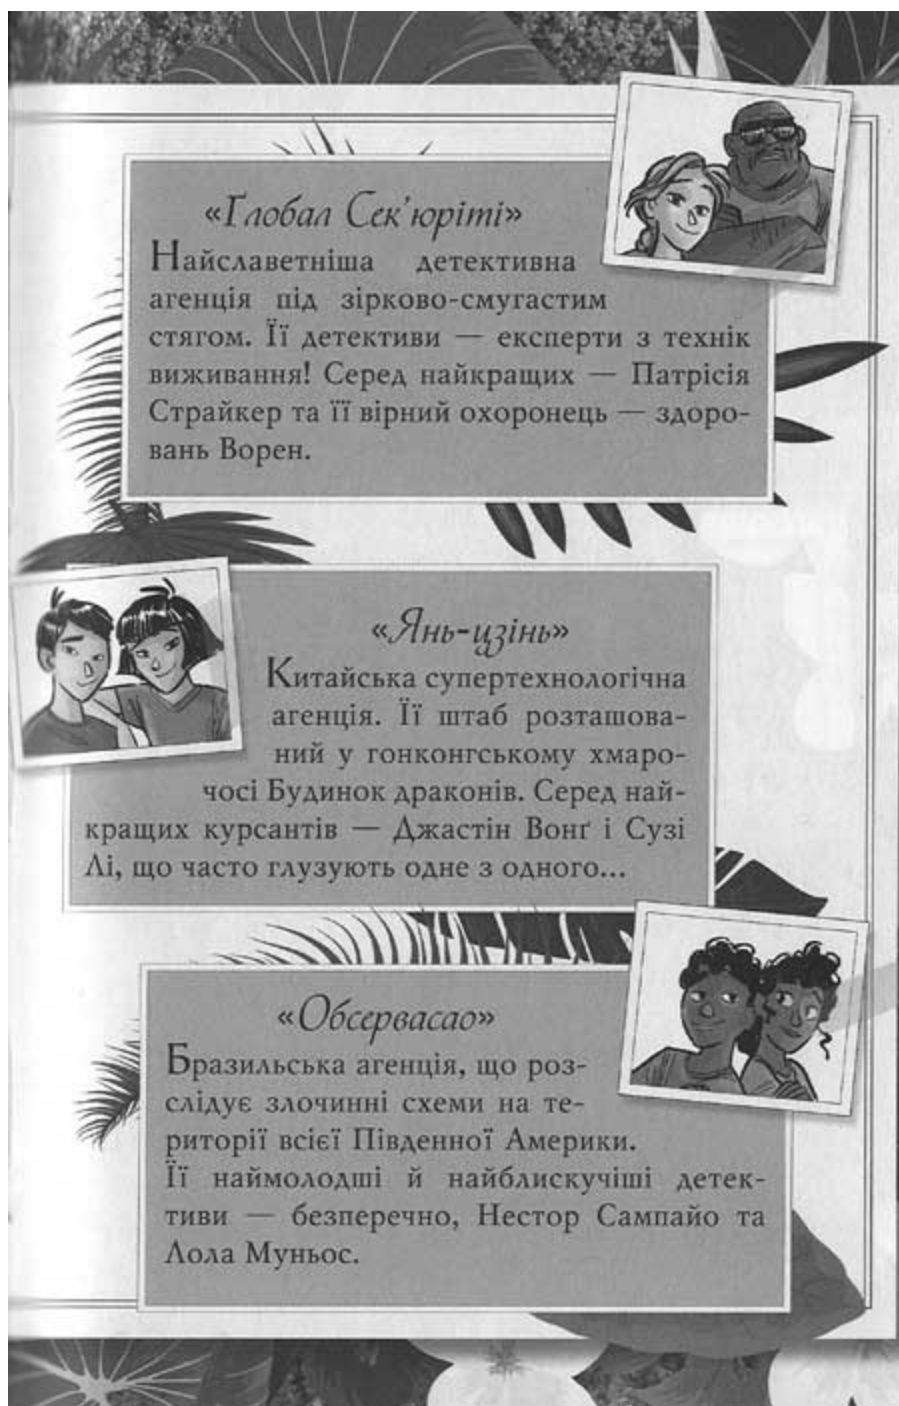 «Ґлобал Сек’юріті»
Найславетніша детективна
агенція під зірково-смугастим
стягом. Її детективи — експерти з технік
виживання! Серед найкращих — Патрісія
Страйкер та її вірний охоронець — здоро-
вань Ворен.
«Янь-цзінь»
Китайська супертехнологічна
агенція. Її штаб розташова-
ний у гонконгському хмаро-
чосі Будинок драконів. Серед най-
кращих курсантів — Джастін Вонґ і Сузі
Лі, що часто глузують одне з одного...
«Обсервасао»
Бразильська агенція, що роз-
слідує злочинні схеми на те-
риторії всієї Південної Америки.
Її наймолодші й найблискучіші детек-
тиви — безперечно, Нестор Сампайо та
Лола Муньос.